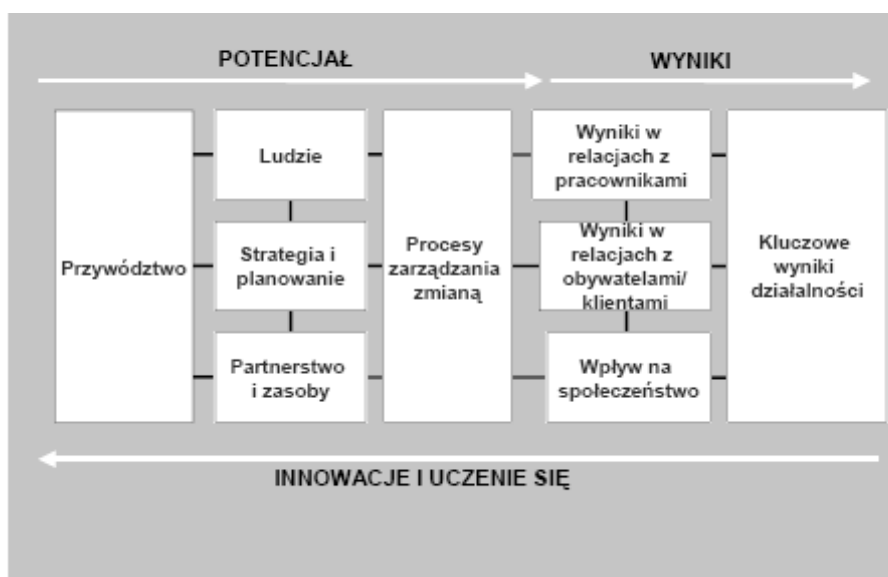 POTENCJAŁ
WYNIKI
Przywództwo
Ludzie
Strategia i
planowanie
Partnerstwo
i zasoby
Procesy
zarządzania
zmianą
Wyniki w
relacjach z
pracownikami
Wyniki w
relacjach z
obywatelami/
klientami
Wpływ na
społeczeństwo
Kluczowe
wyniki
działalności
INNOWACJE I UCZENIE SIĘ